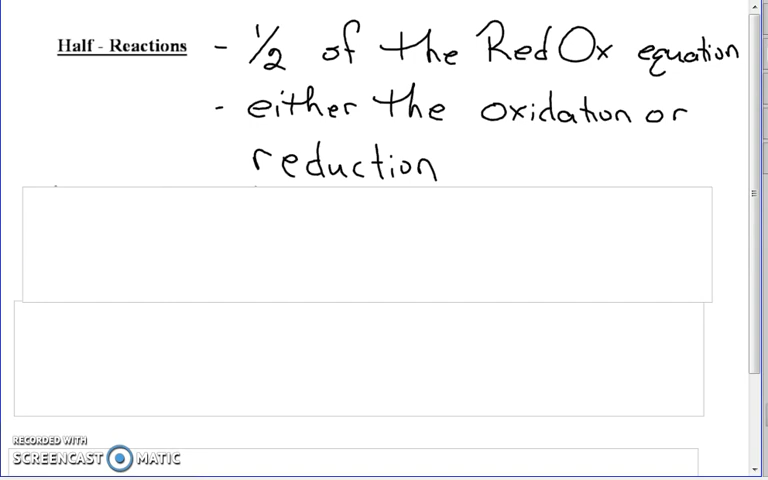 Half - Reactions - 1/2 of the RedOx equation
- either the oxidation or
reduction
RECORDED WITH
SCREENCAST MATIC